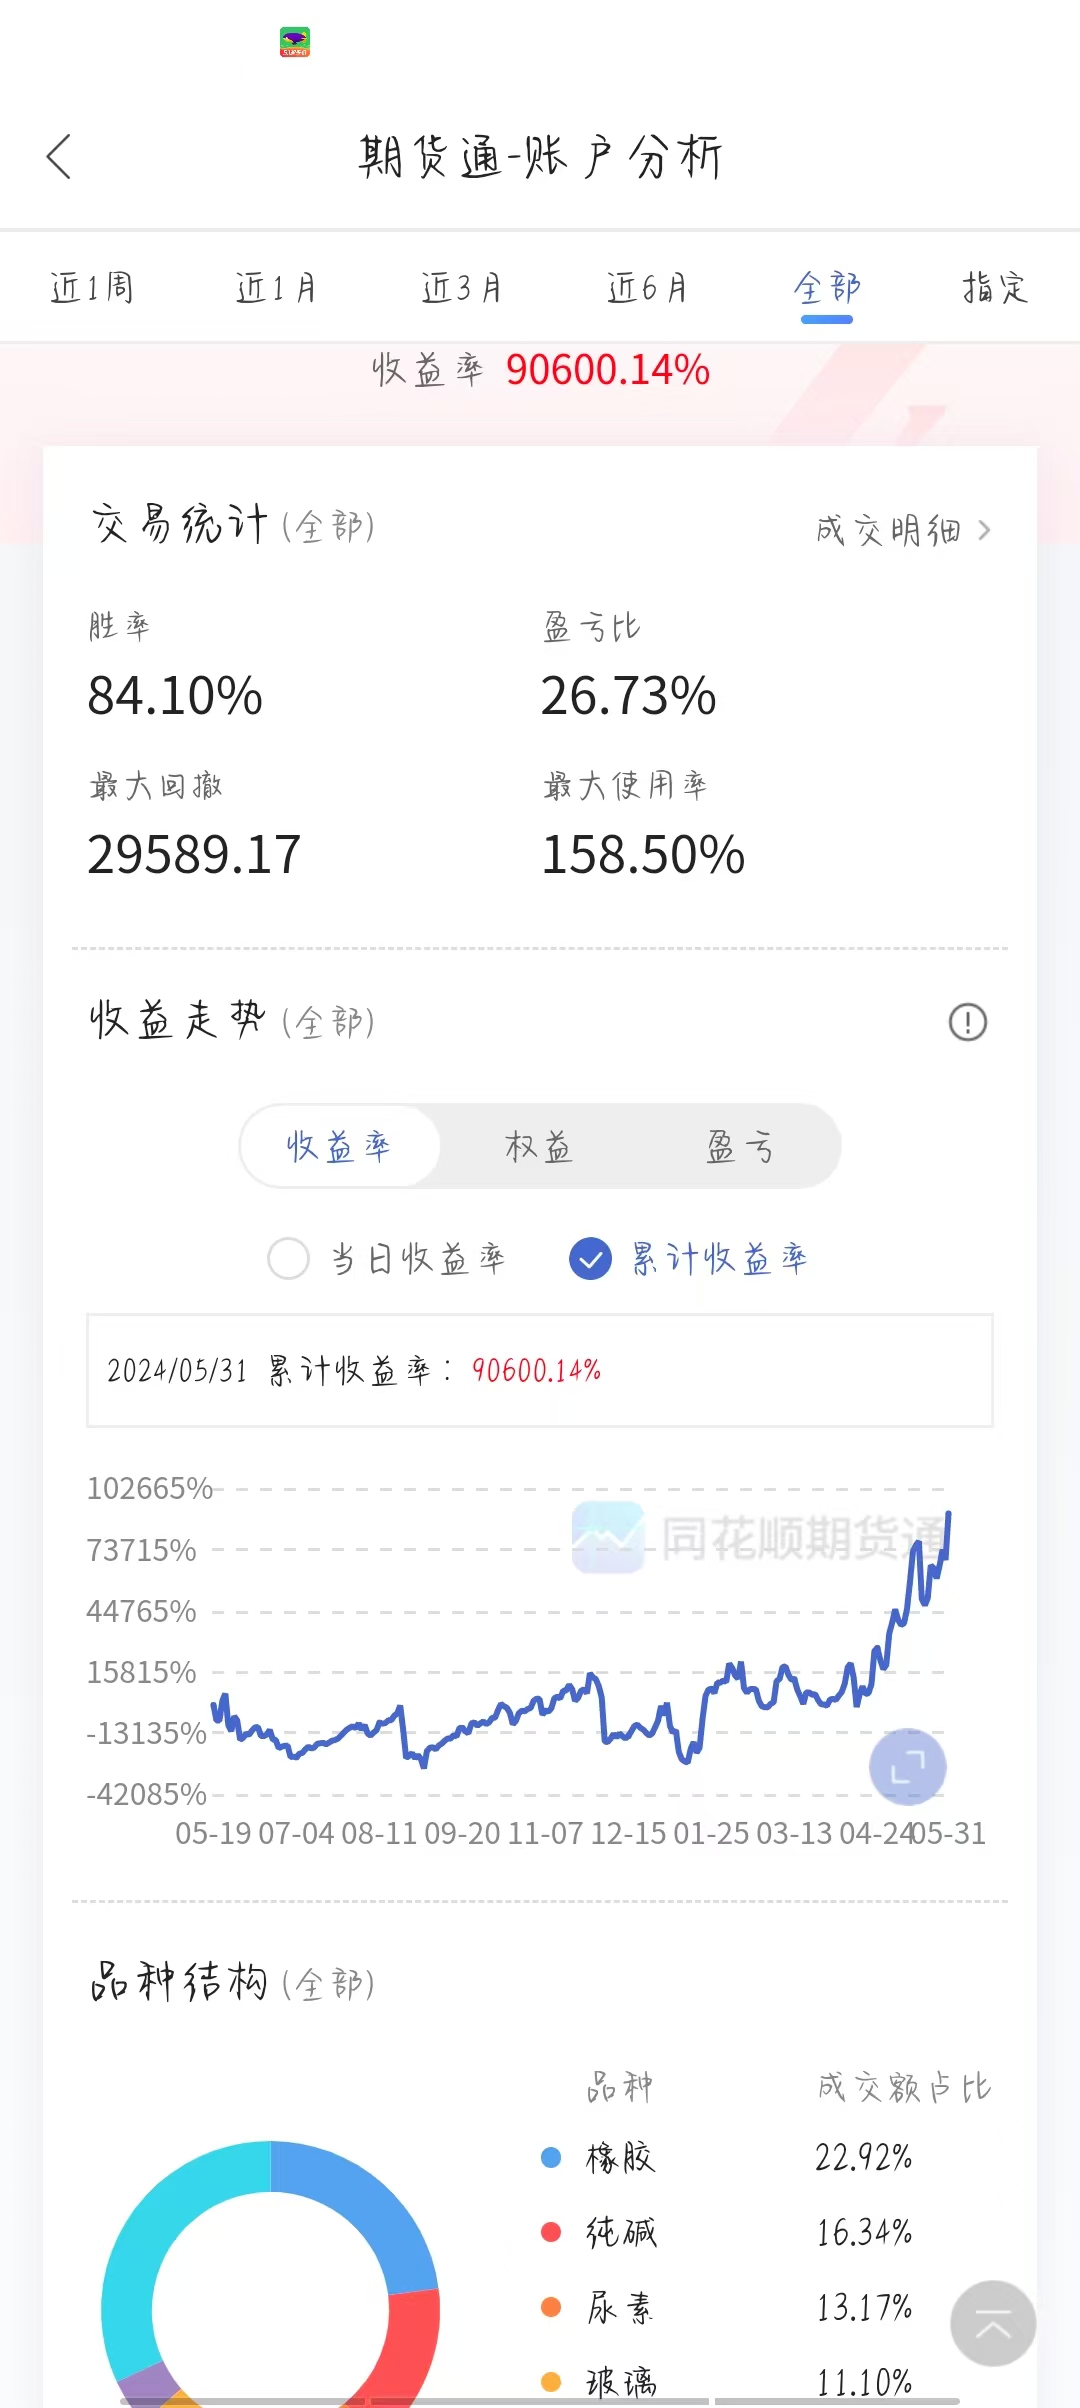 期货通-账户分析
近1周 近1月 近3月 近6月 全部 指定
收益率 90600.14%
交易统计(全部) 成交明细
胜率 盈亏比
84.10% 26.73%
最大回撤 最大使用率
29589.17 158.50%
收益走势(全部)
收益率 权益 盈亏
当日收益率 累计收益率
2024/05/31 累计收益率：90600.14%
102665%
同花顺期货通
73715%
44765%
15815%
-13135%
-42085%
05-19 07-04 08-11 09-20 11-07 12-15 01-25 03-13 04-24 05-31
品种结构(全部)
品种 成交额占比
橡胶 22.92%
纯碱 16.34%
尿素 13.17%
玻璃 11.10%